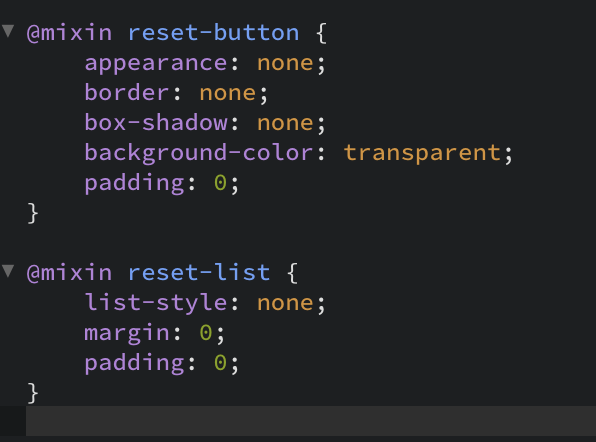 @mixin reset-button {
    appearance: none;
    border: none;
    box-shadow: none;
    background-color: transparent;
    padding: 0;
}

@mixin reset-list {
    list-style: none;
    margin: 0;
    padding: 0;
}